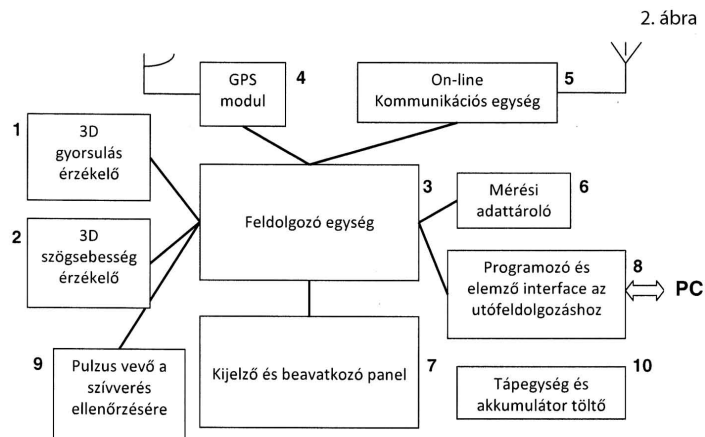 2. ábra
GPS
modul
4
On-line
Kommunikációs egység
5
1
3D
gyorsulás
érzékelő
2
3D
szögsebesség
érzékelő
Feldolgozó egység
3
Mérési
adattároló
6
Programozó és
elemző interface az
utófeldolgozáshoz
8
PC
9
Pulzus vevő a
szívverés
ellenőrzésére
Kijelző és beavatkozó panel
7
Tápegység és
akkumulátor töltő
10